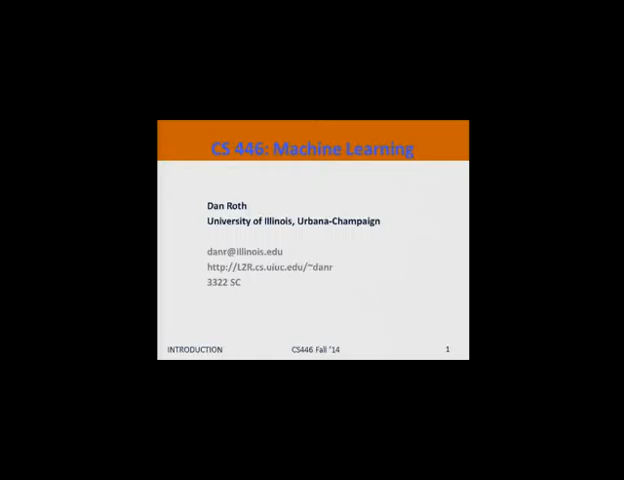 CS 446: Machine Learning
Dan Roth
University of Illinois, Urbana-Champaign
danr@illinois.edu
http://L2R.cs.uiuc.edu/~danr
3322 SC
INTRODUCTION
CS446 Fall '14
1